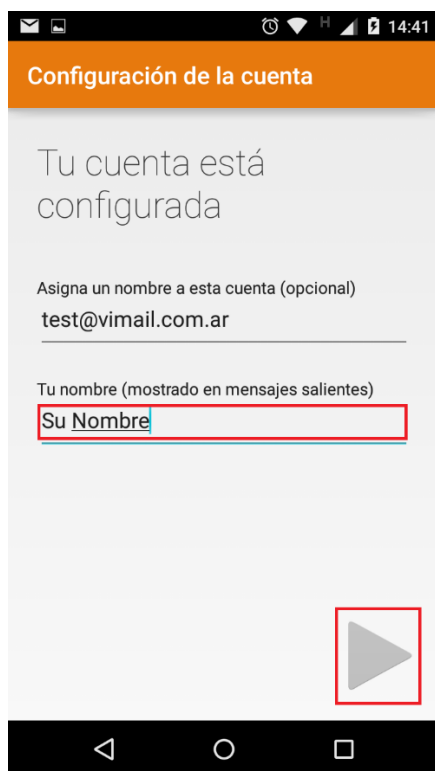 H 14:41
Configuración de la cuenta
Tu cuenta está
configurada
Asigna un nombre a esta cuenta (opcional)
test@vimail.com.ar
Tu nombre (mostrado en mensajes salientes)
Su Nombre